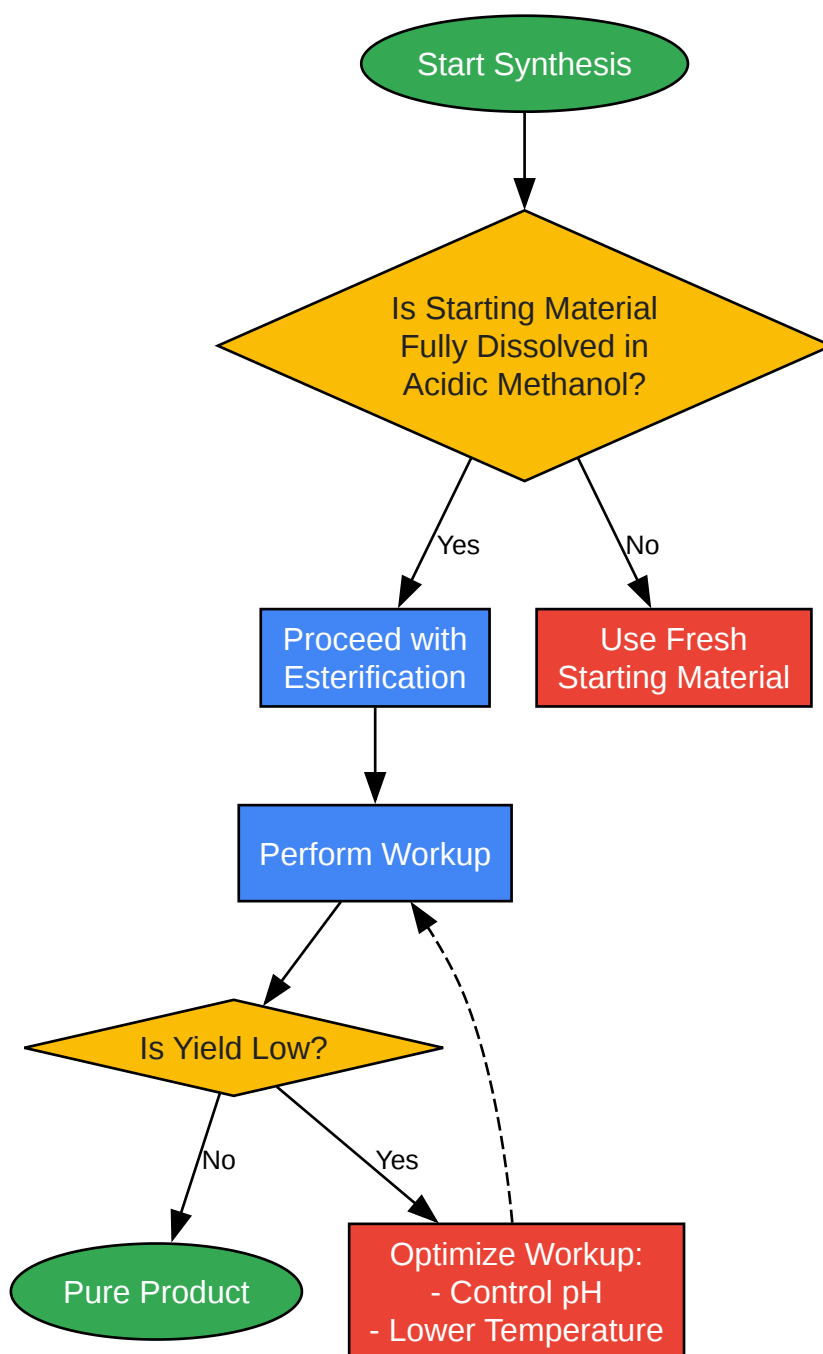 Start Synthesis
Is Starting Material
Fully Dissolved in
Acidic Methanol?
Yes
No
Proceed with
Esterification
Use Fresh
Starting Material
Perform Workup
Is Yield Low?
No
Yes
Pure Product
Optimize Workup:
- Control pH
- Lower Temperature